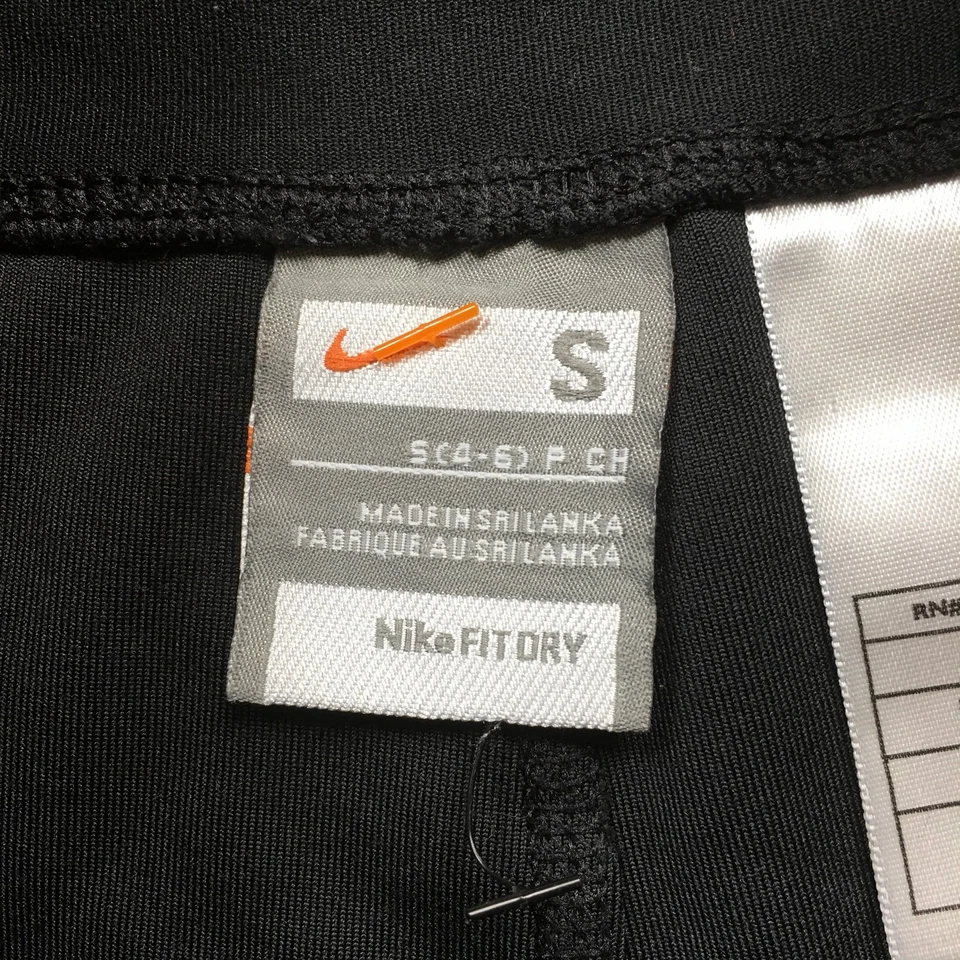 S
S(4-6) P CH
MADE IN SRI LANKA
FABRIQUE AU SRI LANKA
Nike FIT DRY
RN#